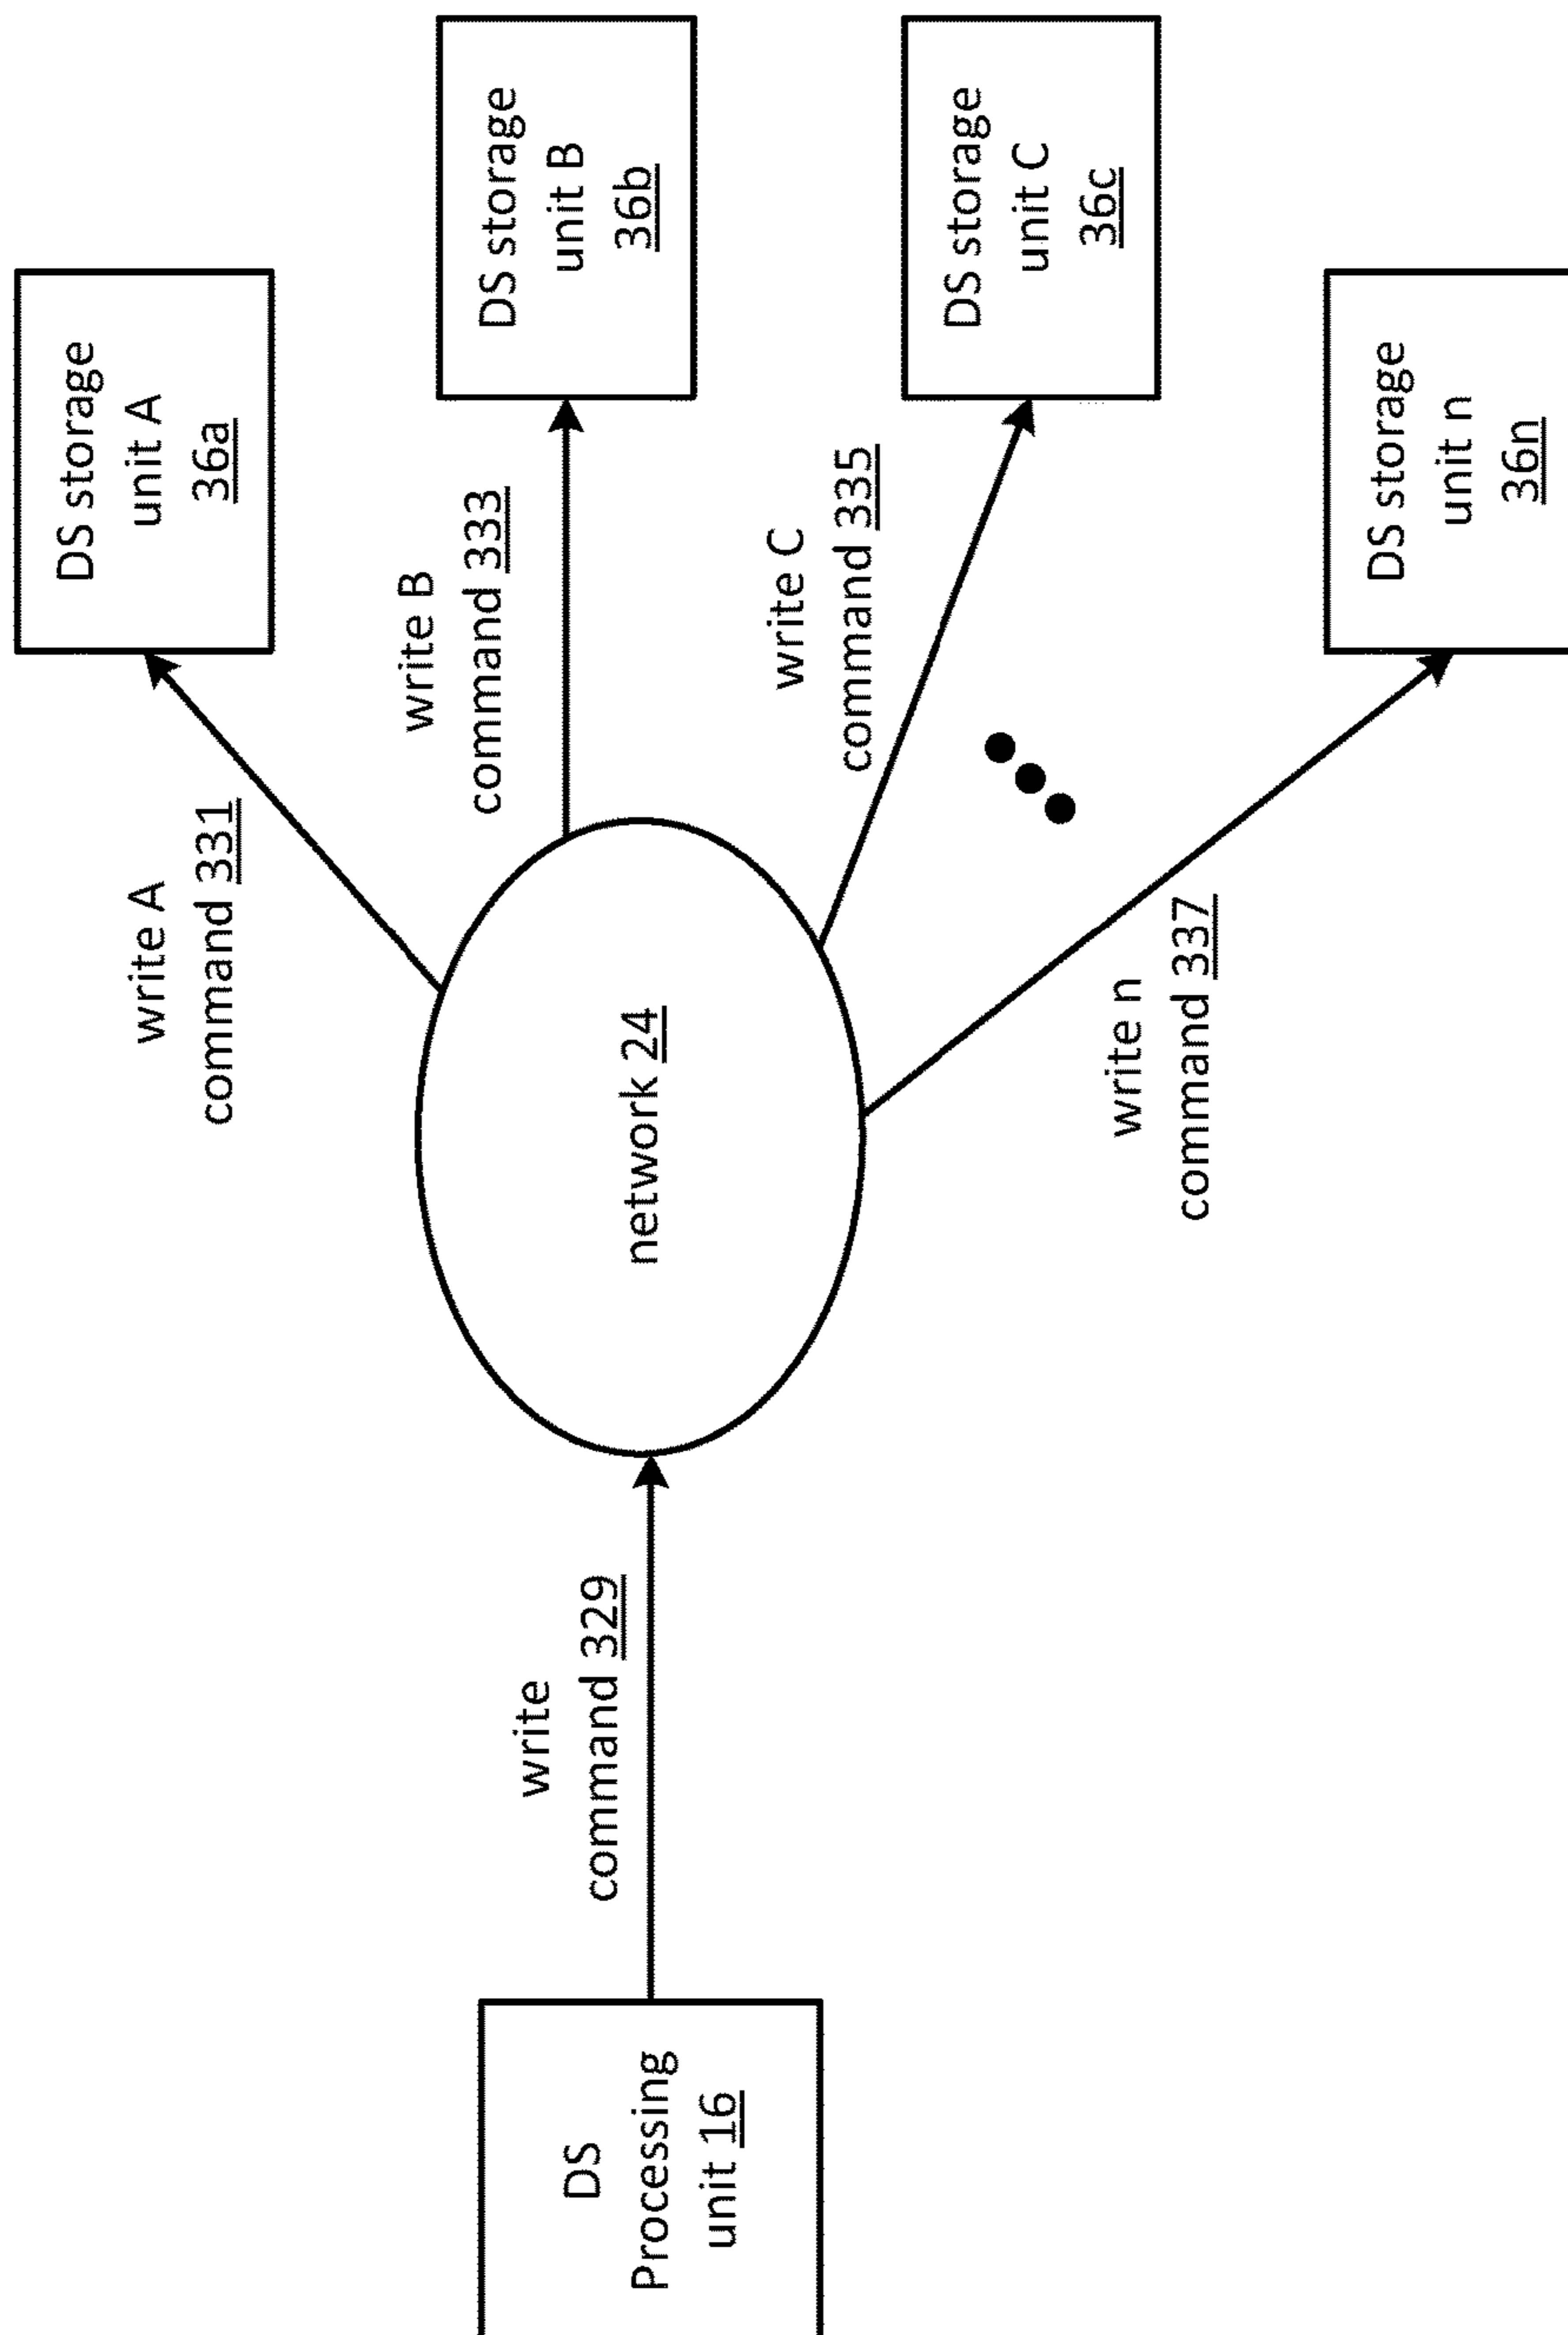 DS
Processing
unit 16
write
command 329
network 24
write A
command 331
write B
command 333
write C
command 335
write n
command 337
DS storage
unit A
36a
DS storage
unit B
36b
DS storage
unit C
36c
DS storage
unit n
36n